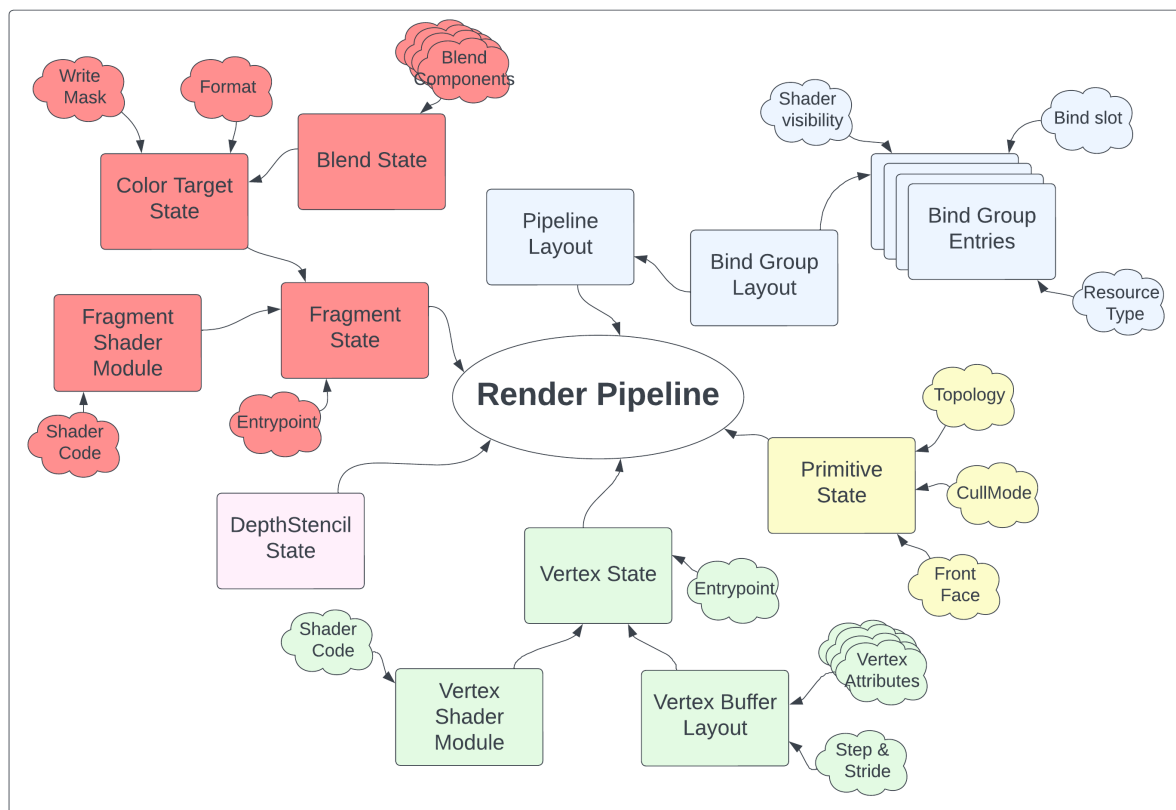 Write
Mask
Format
Blend
Components
Blend State
Color Target
State
Shader
visibility
Bind slot
Pipeline
Layout
Bind Group
Layout
Bind Group
Entries
Resource
Type
Fragment
Shader
Module
Fragment
State
Shader
Code
Entrypoint
Render Pipeline
Topology
Primitive
State
CullMode
Front
Face
DepthStencil
State
Vertex State
Entrypoint
Shader
Code
Vertex
Shader
Module
Vertex Buffer
Layout
Vertex
Attributes
Step &
Stride